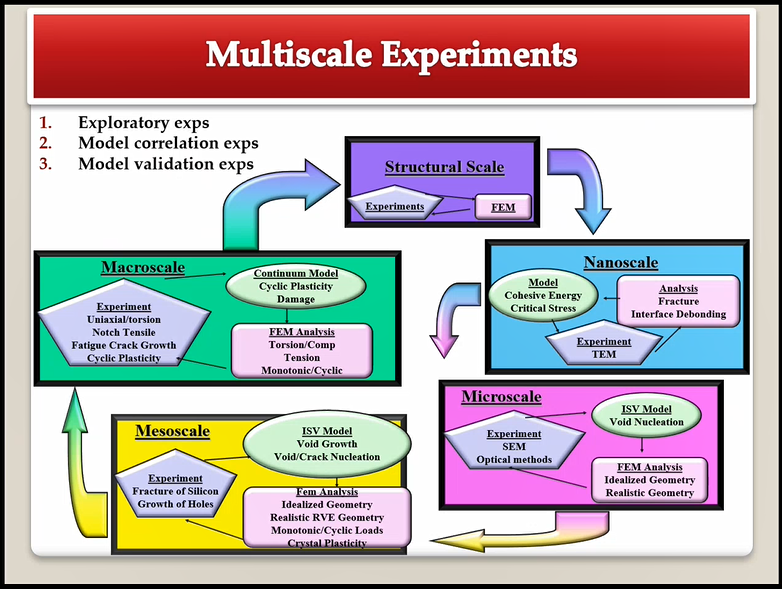 Multiscale Experiments
1. Exploratory exps
2. Model correlation exps
3. Model validation exps
Structural Scale
Experiments
FEM
Macroscale
Experiment
Uniaxial/torsion
Notch Tensile
Fatigue Crack Growth
Cyclic Plasticity
Continuum Model
Cyclic Plasticity
Damage
FEM Analysis
Torsion/Comp
Tension
Monotonic/Cyclic
Nanoscale
Model
Cohesive Energy
Critical Stress
Analysis
Fracture
Interface Debonding
Experiment
TEM
Mesoscale
Experiment
Fracture of Silicon
Growth of Holes
ISV Model
Void Growth
Void/Crack Nucleation
Fem Analysis
Idealized Geometry
Realistic RVE Geometry
Monotonic/Cyclic Loads
Crystal Plasticity
Microscale
Experiment
SEM
Optical methods
ISV Model
Void Nucleation
FEM Analysis
Idealized Geometry
Realistic Geometry